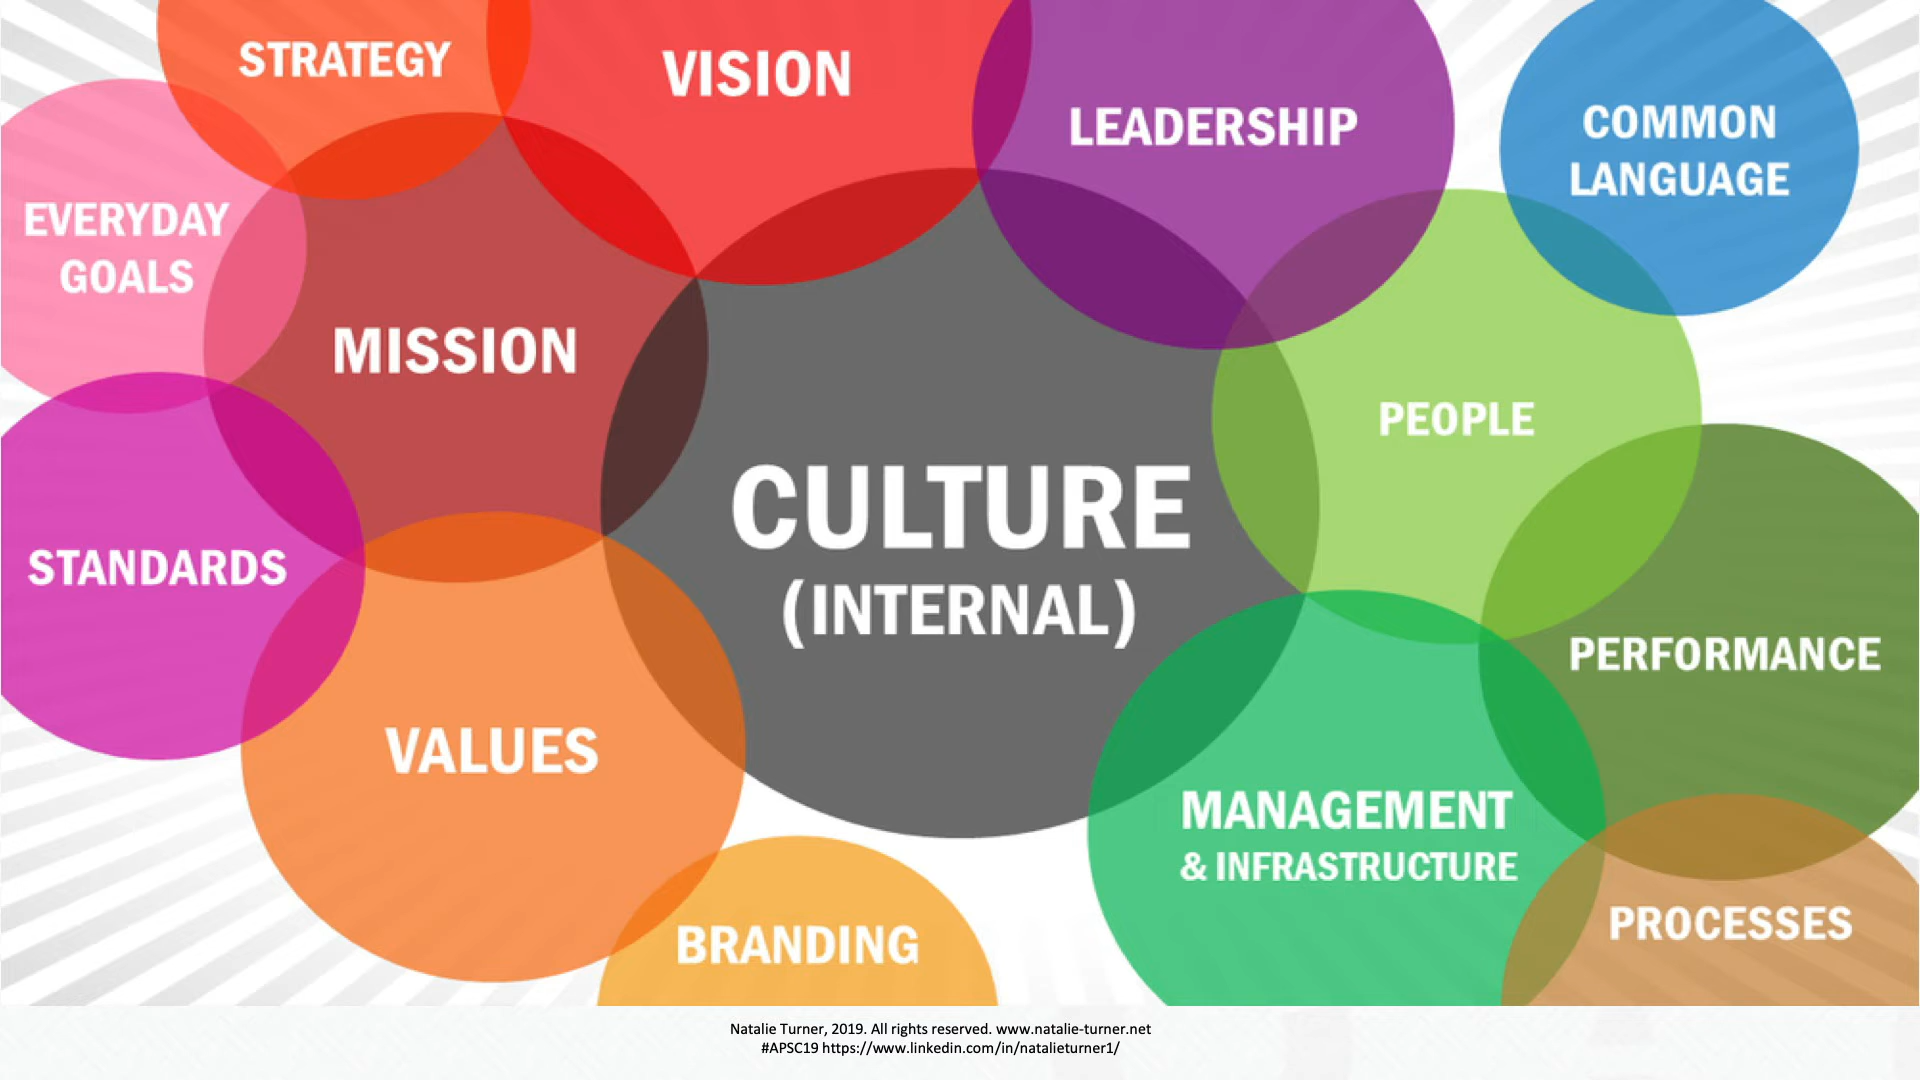 STRATEGY
VISION
LEADERSHIP
COMMON
LANGUAGE
EVERYDAY
GOALS
MISSION
PEOPLE
CULTURE
(INTERNAL)
STANDARDS
PERFORMANCE
VALUES
MANAGEMENT
& INFRASTRUCTURE
BRANDING
PROCESSES
Natalie Turner, 2019. All rights reserved. www.natalie-turner.net
#APSC19 https://www.linkedin.com/in/natalieturner1/